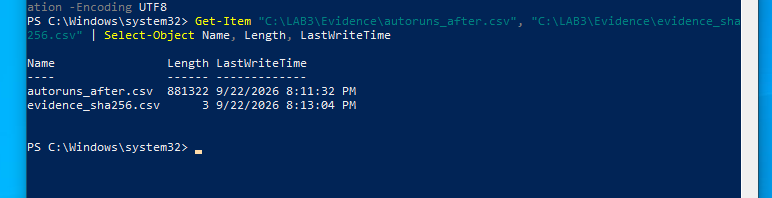 ation -Encoding UTF8
PS C:\Windows\system32> Get-Item "C:\LAB3\Evidence\autoruns_after.csv", "C:\LAB3\Evidence\evidence_sha
256.csv" | Select-Object Name, Length, LastWriteTime
Name                 Length LastWriteTime
----                 ------ -------------
autoruns_after.csv   881322 9/22/2026 8:11:32 PM
evidence_sha256.csv       3 9/22/2026 8:13:04 PM
PS C:\Windows\system32>